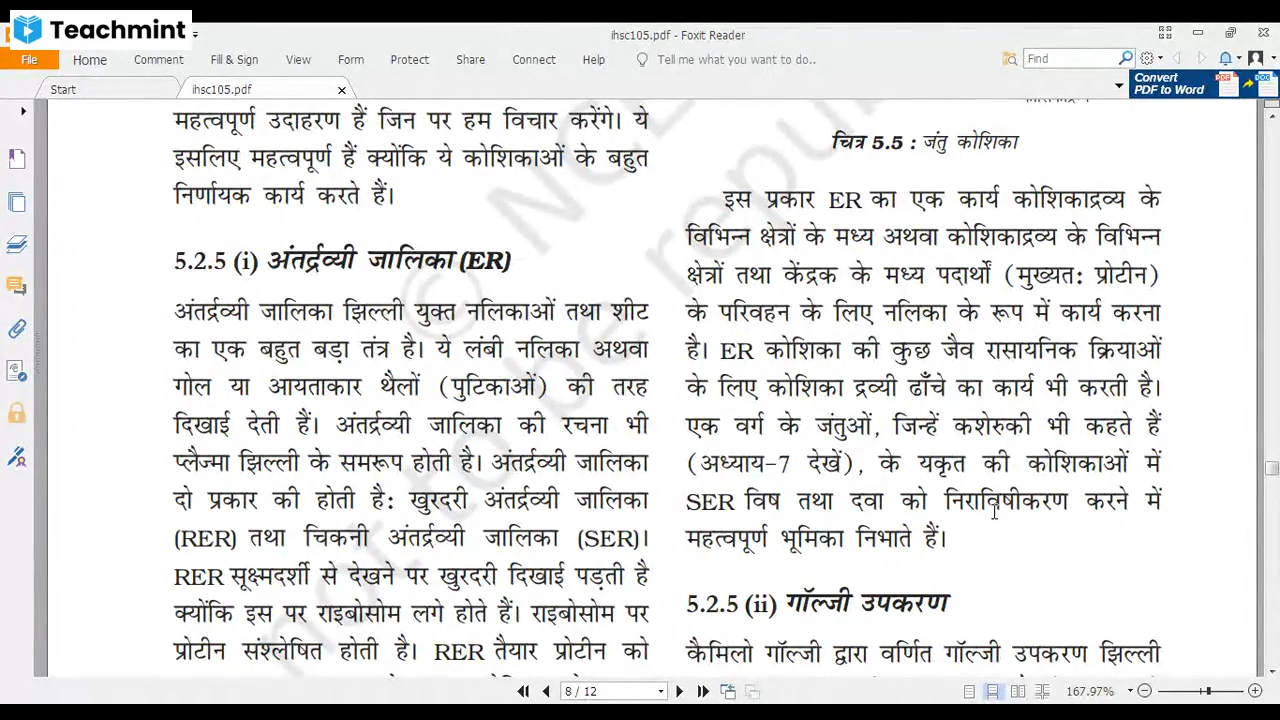 Teachmint
ihsc105.pdf - Foxit Reader
File Home Comment Fill & Sign View Form Protect Share Connect Help Tell me what you want to do.. Find
Start ihsc105.pdf
Convert
PDF to Word
महत्वपूर्ण उदाहरण हैं जिन पर हम विचार करेंगे। ये
इसलिए महत्वपूर्ण हैं क्योंकि ये कोशिकाओं के बहुत
निर्णायक कार्य करते हैं।
5.2.5 (i) अंतर्द्रव्यी जालिका (ER)
अंतर्द्रव्यी जालिका झिल्ली युक्त नलिकाओं तथा शीट
का एक बहुत बड़ा तंत्र है। ये लंबी नलिका अथवा
गोल या आयताकार थैलों (पुटिकाओं) की तरह
दिखाई देती हैं। अंतर्द्रव्यी जालिका की रचना भी
प्लैज्मा झिल्ली के समरूप होती है। अंतर्द्रव्यी जालिका
दो प्रकार की होती है: खुरदरी अंतर्द्रव्यी जालिका
(RER) तथा चिकनी अंतर्द्रव्यी जालिका (SER)।
RER सूक्ष्मदर्शी से देखने पर खुरदरी दिखाई पड़ती है
क्योंकि इस पर राइबोसोम लगे होते हैं। राइबोसोम पर
प्रोटीन संश्लेषित होती है। RER तैयार प्रोटीन को
चित्र 5.5 : जंतु कोशिका
इस प्रकार ER का एक कार्य कोशिकाद्रव्य के
विभिन्न क्षेत्रों के मध्य अथवा कोशिकाद्रव्य के विभिन्न
क्षेत्रों तथा केंद्रक के मध्य पदार्थों (मुख्यत: प्रोटीन)
के परिवहन के लिए नलिका के रूप में कार्य करना
है। ER कोशिका की कुछ जैव रासायनिक क्रियाओं
के लिए कोशिका द्रव्यी ढाँचे का कार्य भी करती है।
एक वर्ग के जंतुओं, जिन्हें कशेरुकी भी कहते हैं
(अध्याय-7 देखें), के यकृत की कोशिकाओं में
SER विष तथा दवा को निराविषीकरण करने में
महत्वपूर्ण भूमिका निभाते हैं।
5.2.5 (ii) गॉल्जी उपकरण
कैमिलो गॉल्जी द्वारा वर्णित गॉल्जी उपकरण झिल्ली
© NC
not to be repu
8 / 12
167.97%